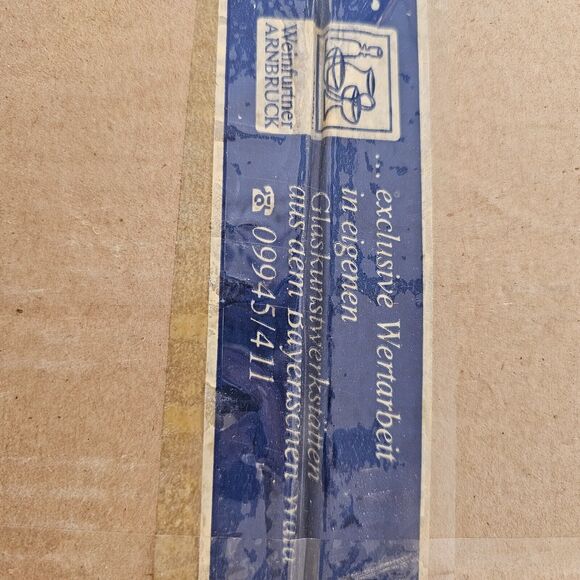 Weinfurtner
ARNBRUCK
... exclusive Wertarbeit
in eigenen
Glaskunstwerkstätten
aus dem Bayerischen Wald
☎ 09945/411